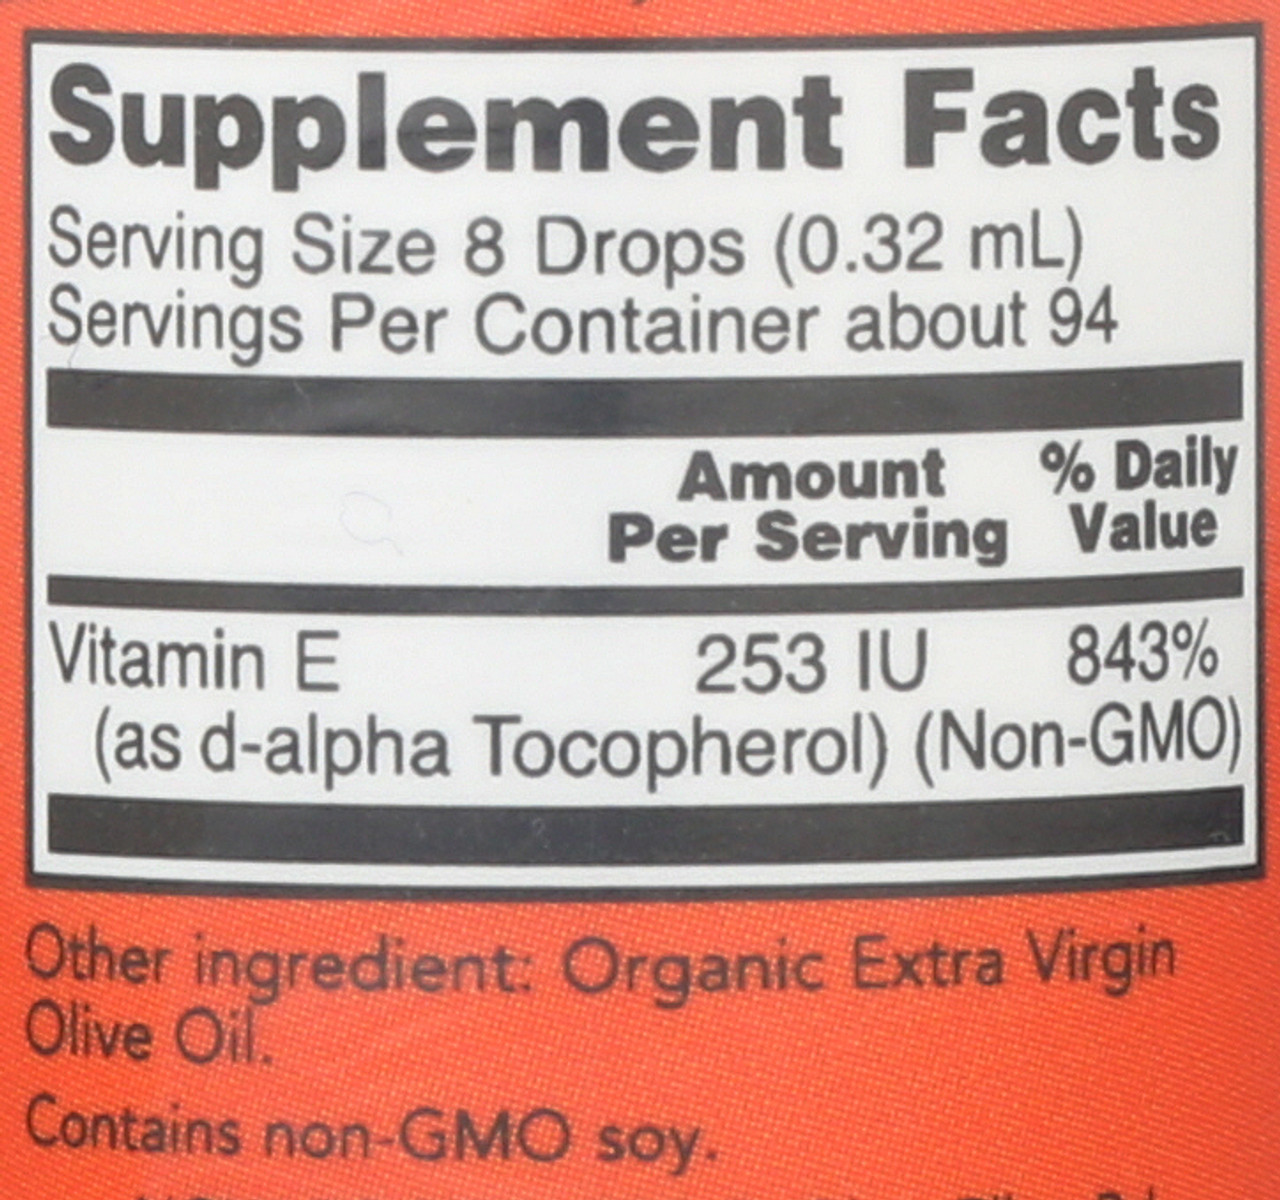 Supplement Facts
Serving Size 8 Drops (0.32 mL)
Servings Per Container about 94
Amount Per Serving
% Daily Value
Vitamin E 253 IU 843%
(as d-alpha Tocopherol) (Non-GMO)
Other ingredient: Organic Extra Virgin
Olive Oil.
Contains non-GMO soy.